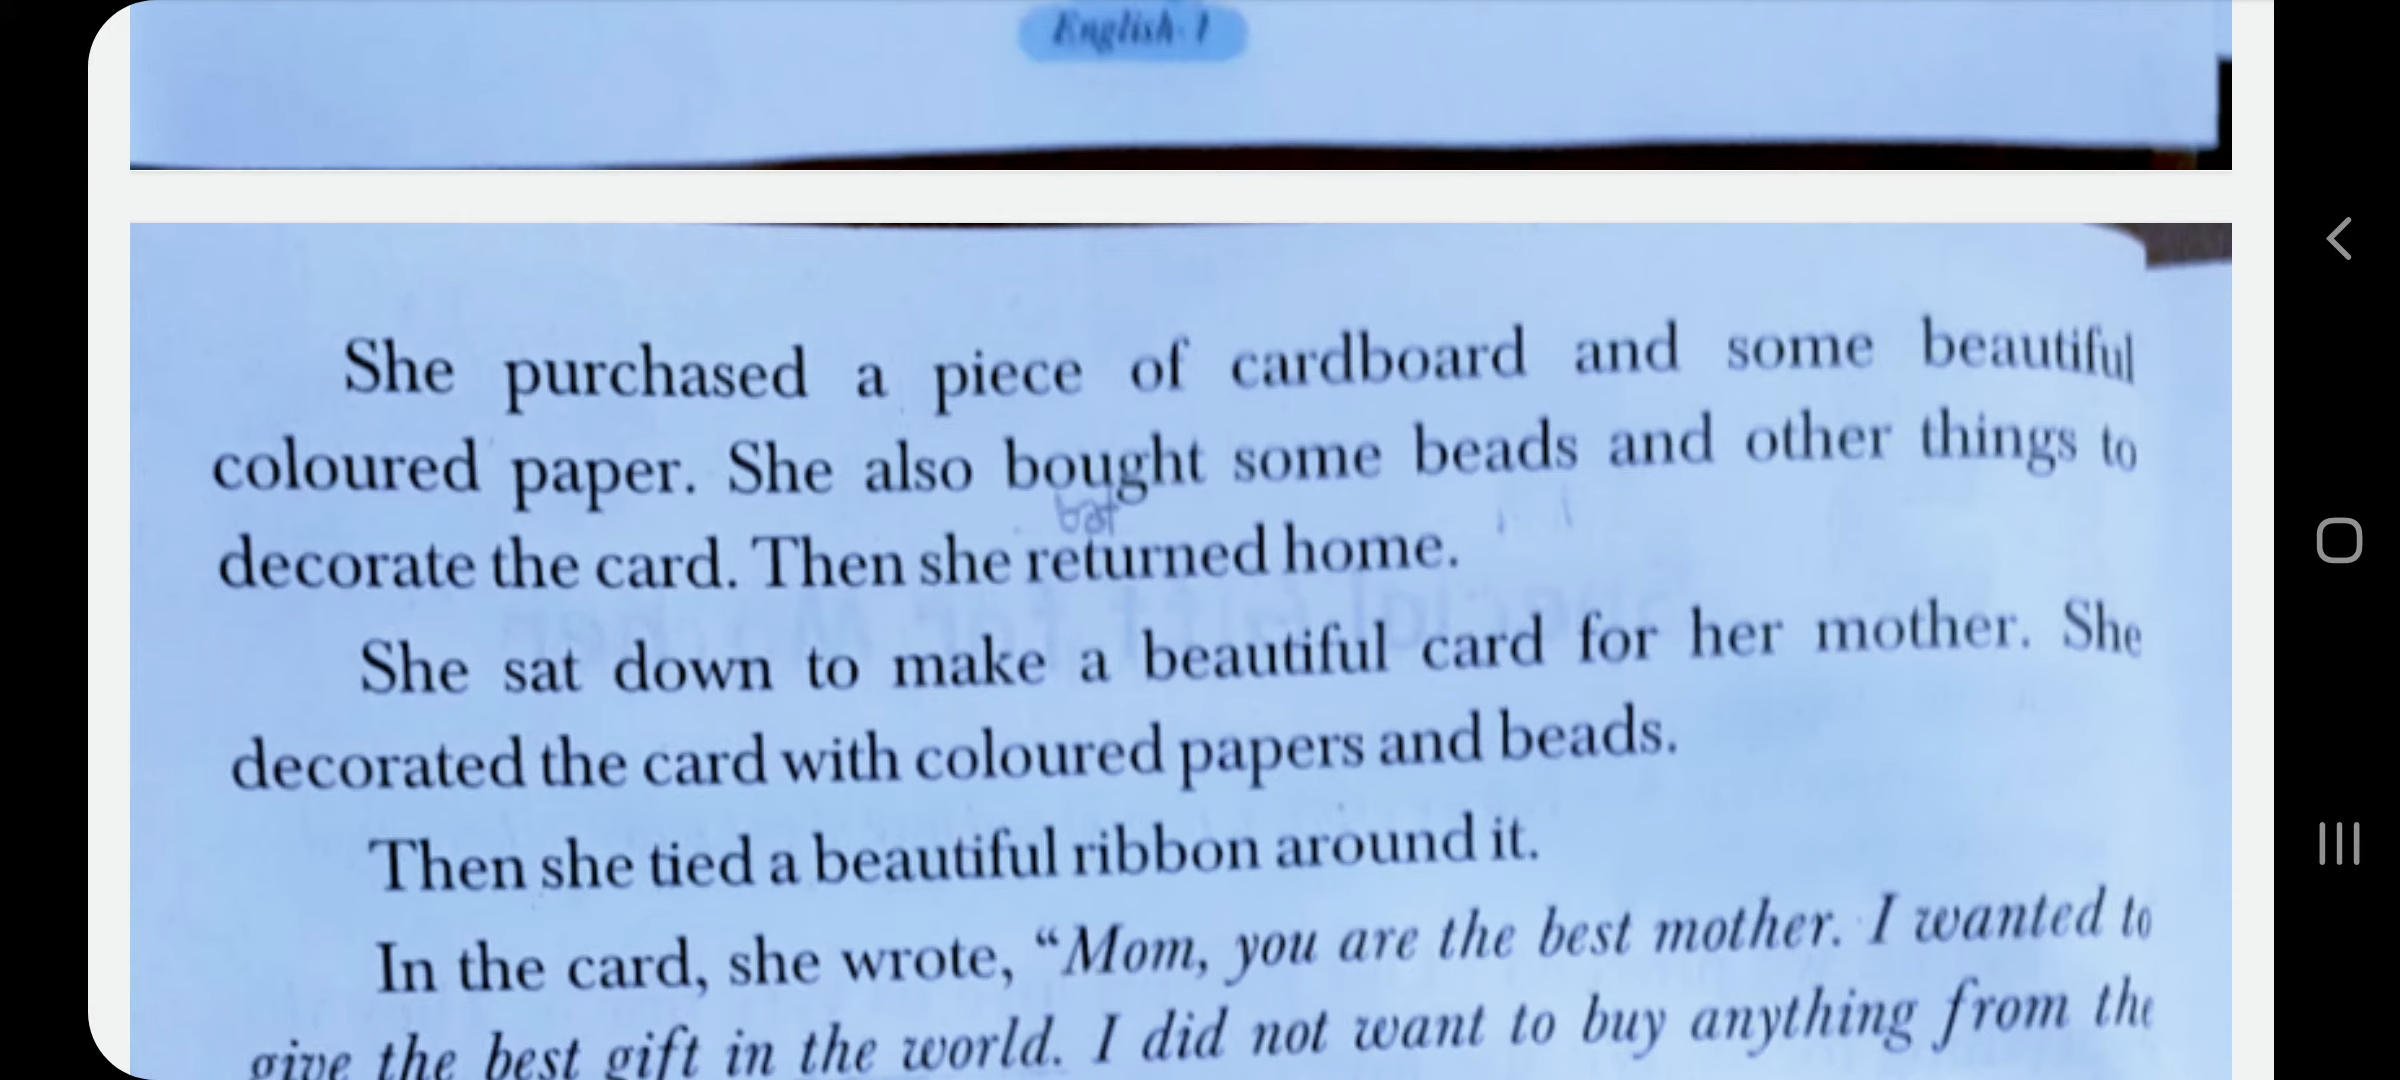 English-1
She purchased a piece of cardboard and some beautiful
coloured paper. She also bought some beads and other things to
decorate the card. Then she returned home.
She sat down to make a beautiful card for her mother. She
decorated the card with coloured papers and beads.
Then she tied a beautiful ribbon around it.
In the card, she wrote, “Mom, you are the best mother. I wanted to
give the best gift in the world. I did not want to buy anything from the